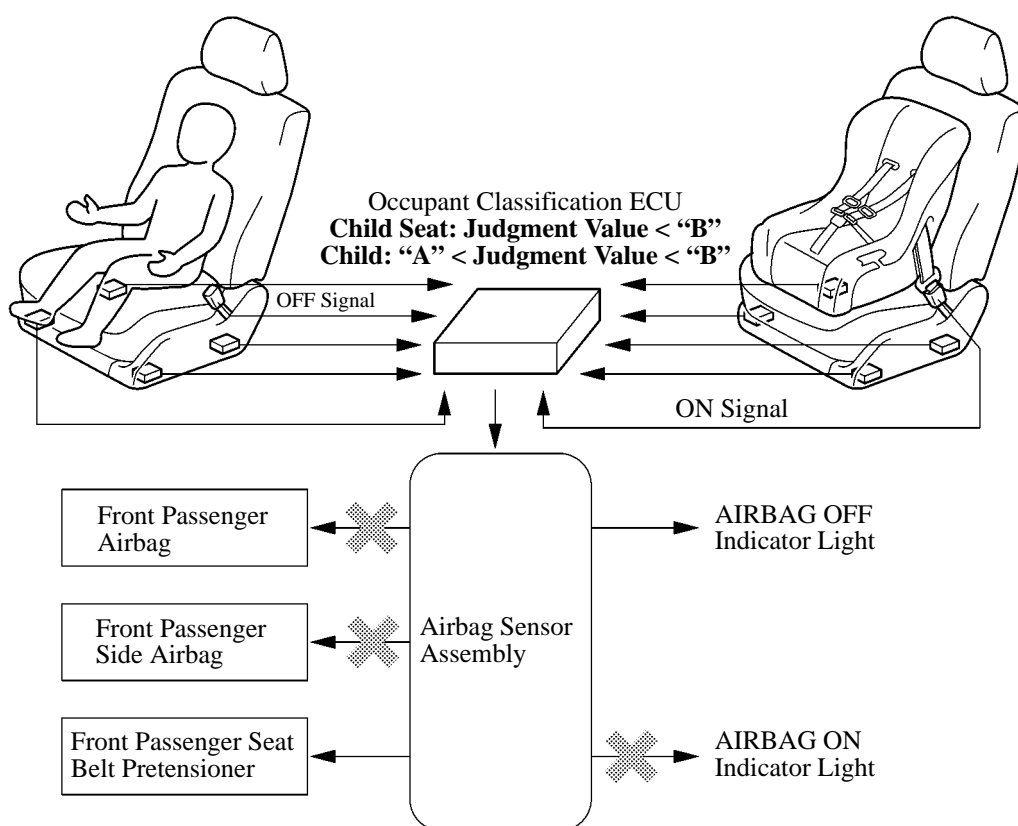 Occupant Classification ECU
Child Seat: Judgment Value < “B”
Child: “A” < Judgment Value < “B”
OFF Signal
ON Signal
Front Passenger
Airbag
AIRBAG OFF
Indicator Light
Front Passenger
Side Airbag
Airbag Sensor
Assembly
Front Passenger Seat
Belt Pretensioner
AIRBAG ON
Indicator Light